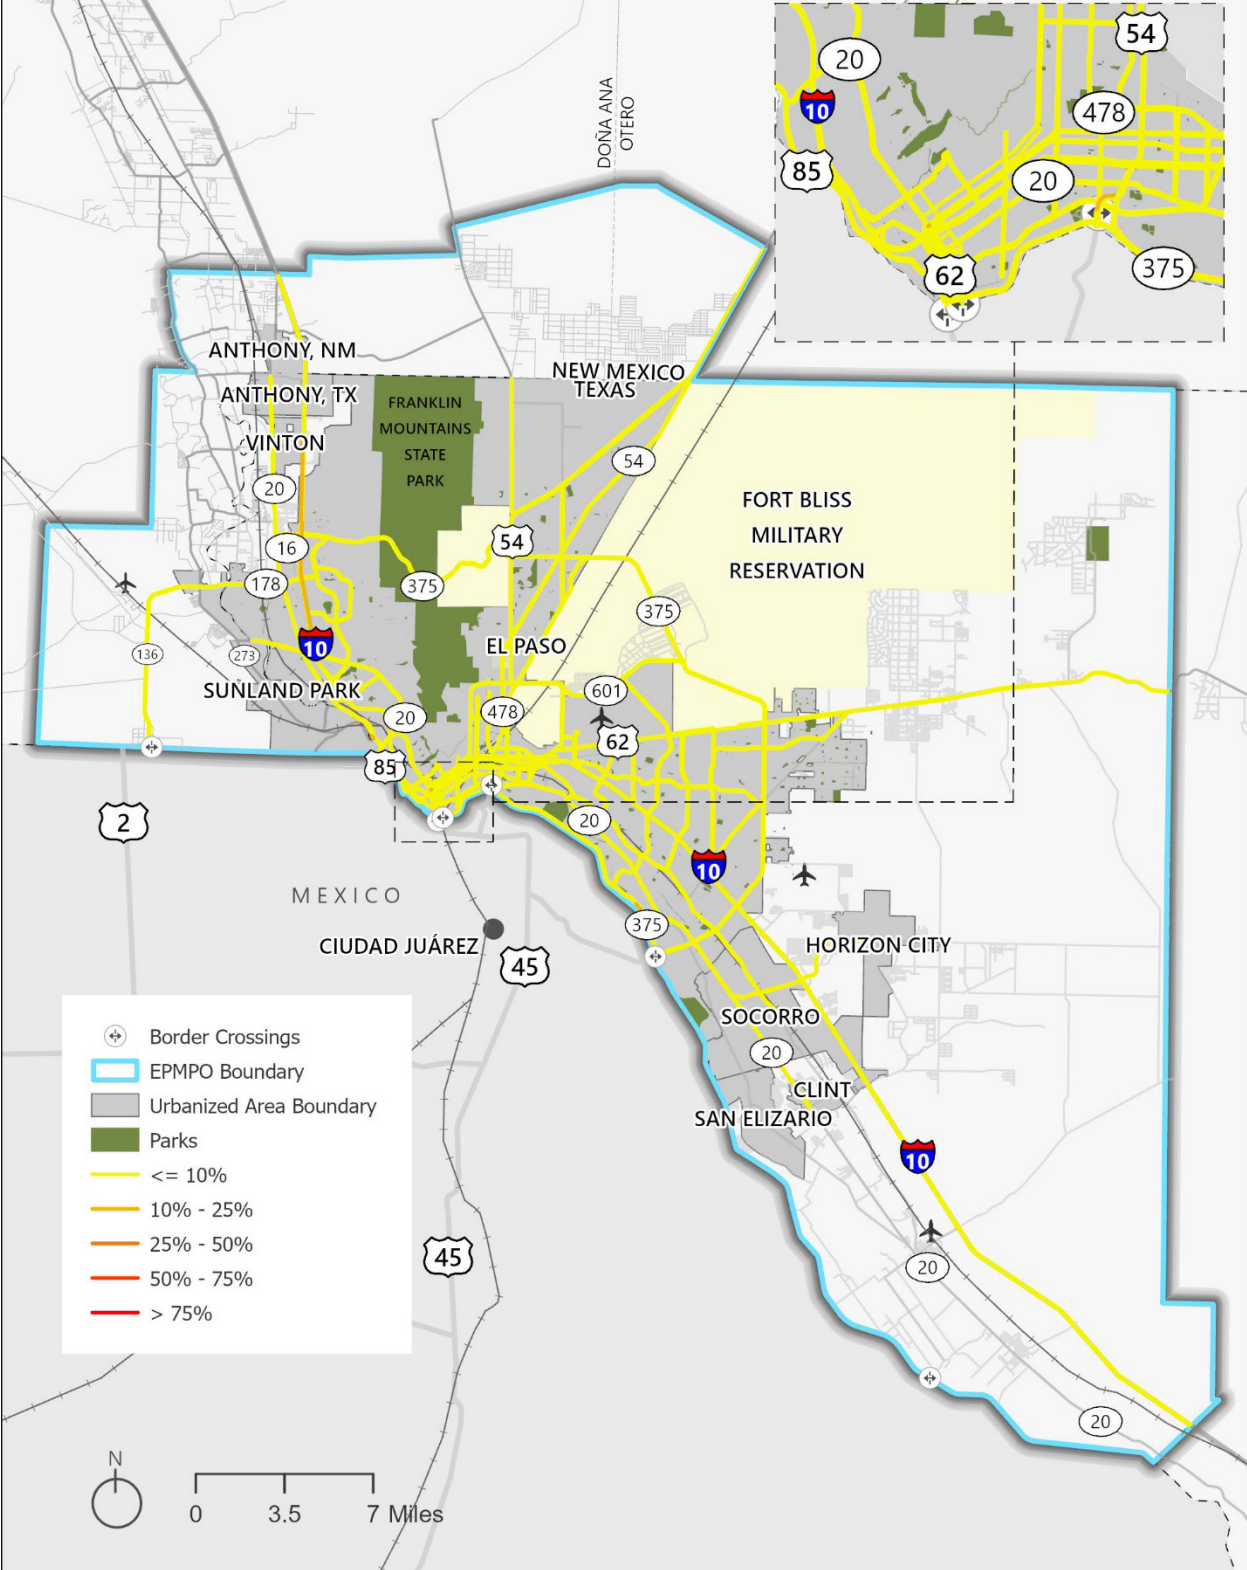 DOÑA ANA
OTERO
54
20
10
478
85
20
62
375
ANTHONY, NM
NEW MEXICO
TEXAS
ANTHONY, TX
FRANKLIN
MOUNTAINS
STATE
PARK
VINTON
54
20
FORT BLISS
MILITARY
RESERVATION
16
54
178
375
375
10
EL PASO
136
273
SUNLAND PARK
601
20
478
62
85
2
20
10
MEXICO
375
CIUDAD JUÁREZ
45
HORIZON CITY
SOCORRO
20
CLINT
SAN ELIZARIO
10
45
20
20
Border Crossings
EPMPO Boundary
Urbanized Area Boundary
Parks
<= 10%
10% - 25%
25% - 50%
50% - 75%
> 75%
N
0 3.5 7 Miles